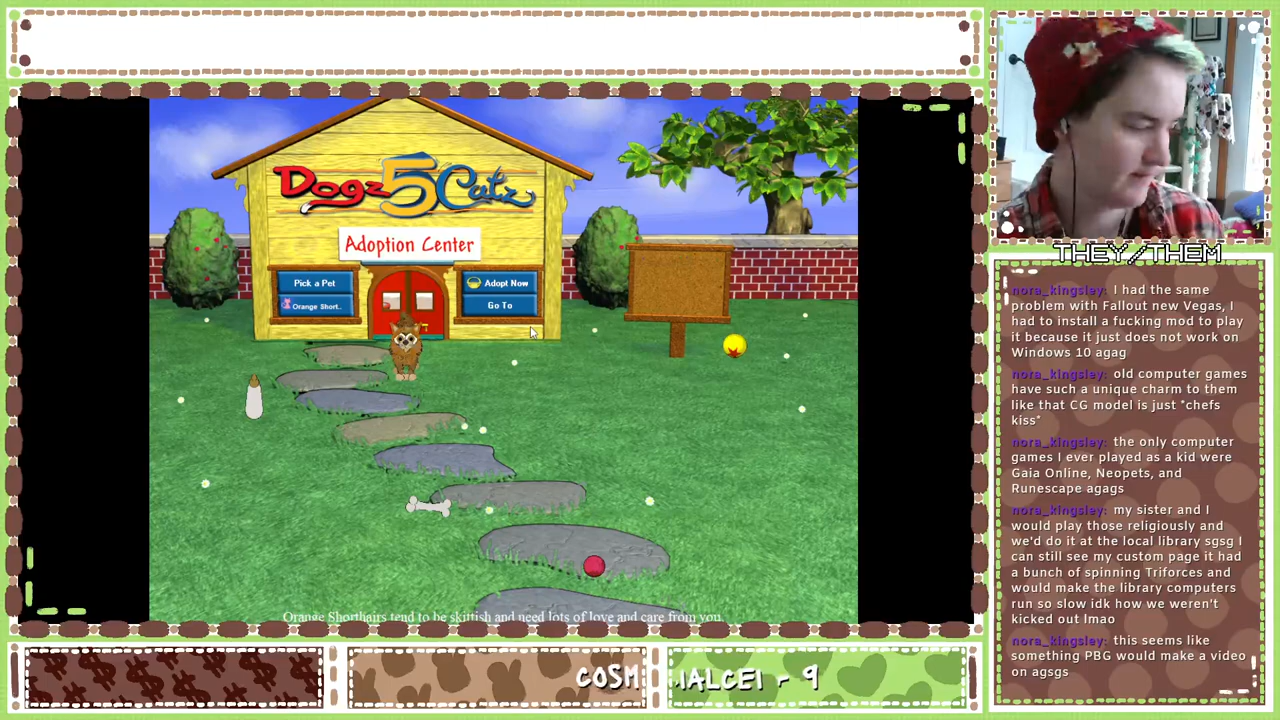 Dogz 5 Catz
Adoption Center
Pick a Pet
Orange Short..
Adopt Now
Go To
Orange Shorthairs tend to be skittish and need lots of love and care from you.
THEY/THEM
nora_kingsley: I had the same
problem with Fallout new Vegas, I
had to install a fucking mod to play
it because it just does not work on
Windows 10 agag
nora_kingsley: old computer games
have such a unique charm to them
like that CG model is just *chefs
kiss*
nora_kingsley: the only computer
games I ever played as a kid were
Gaia Online, Neopets, and
Runescape agags
nora_kingsley: my sister and I
would play those religiously and
we'd do it at the local library sgsg I
can still see my custom page it had
a bunch of spinning Triforces and
would make the library computers
run so slow idk how we weren't
kicked out lmao
nora_kingsley: this seems like
something PBG would make a video
on agsgs
COSM
IALCEI - 9